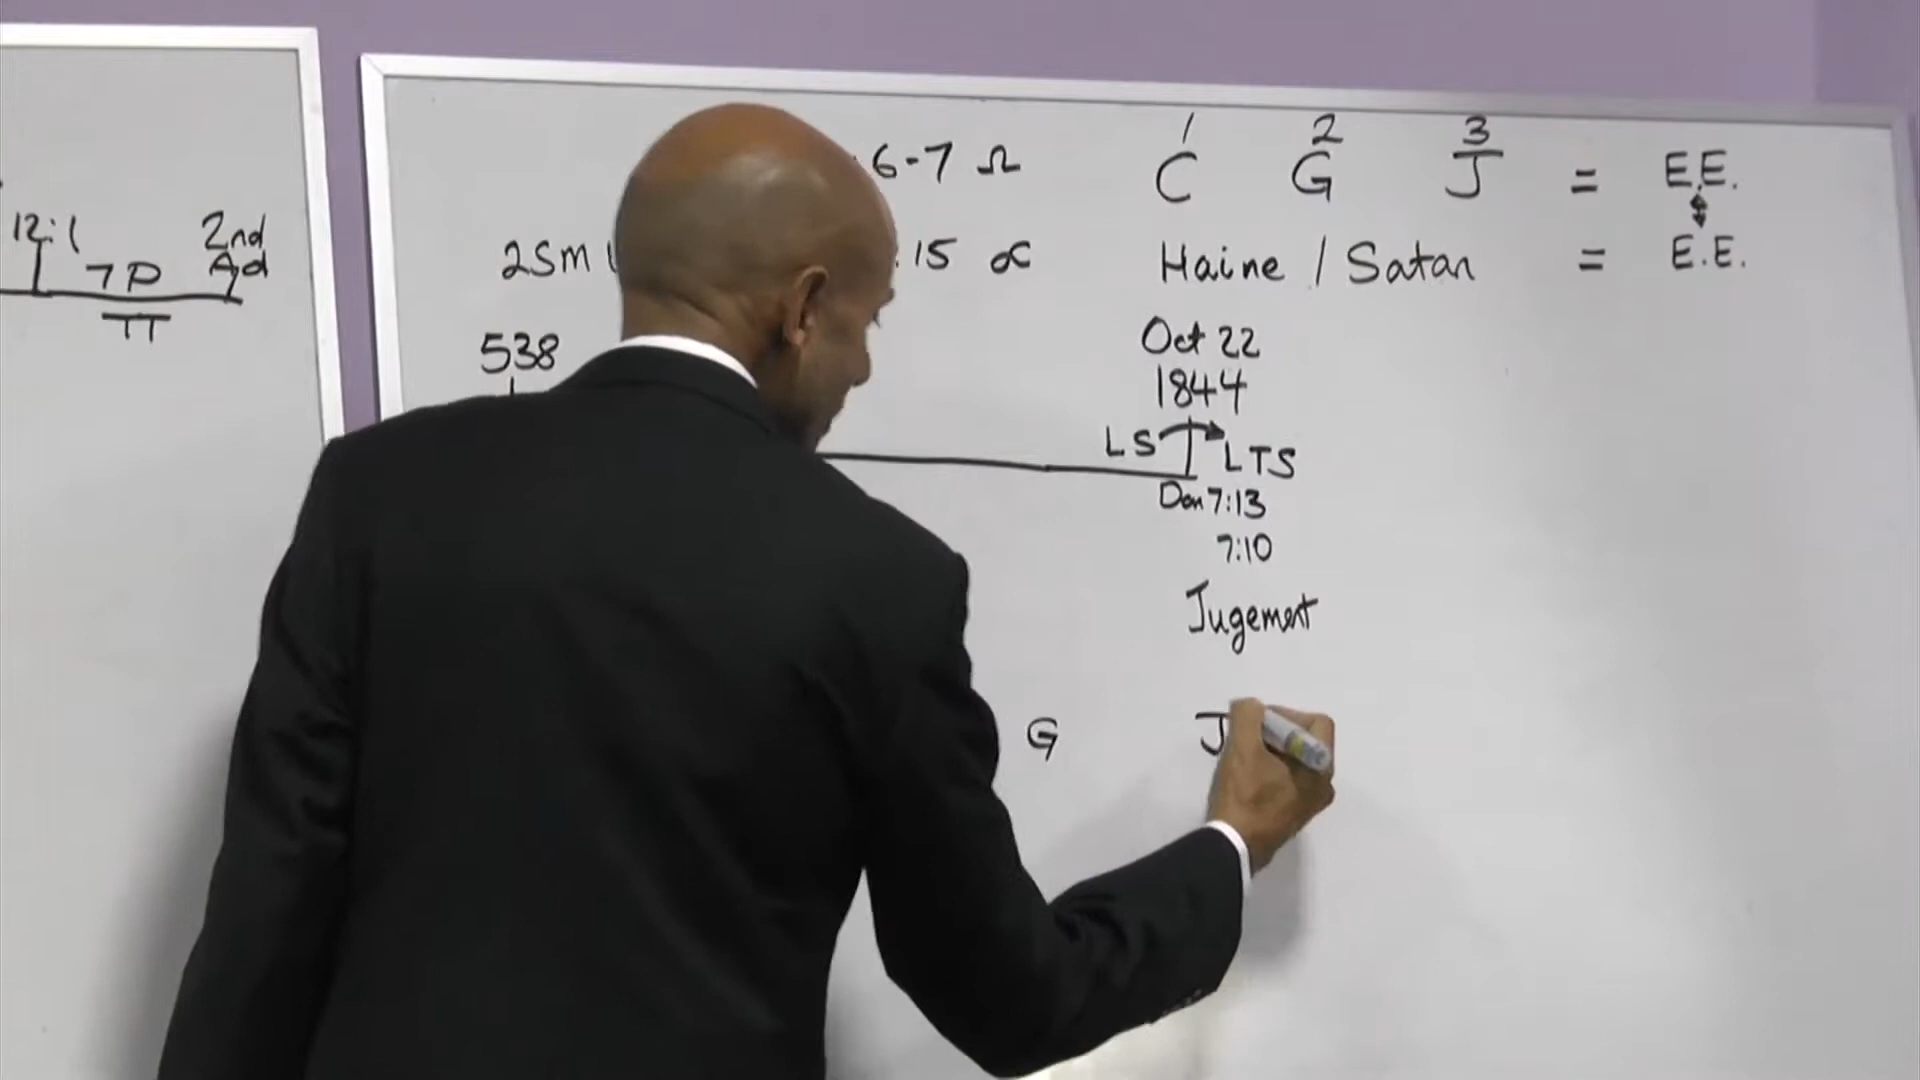 12:1 2nd
7P Ad
TT
6-7 Ω 1 2 3
C G J = E.E.
2Sm .15 ∝ Haine / Satan = E.E.
538
Oct 22
1844
LS LTS
Dan 7:13
7:10
Jugement
G J